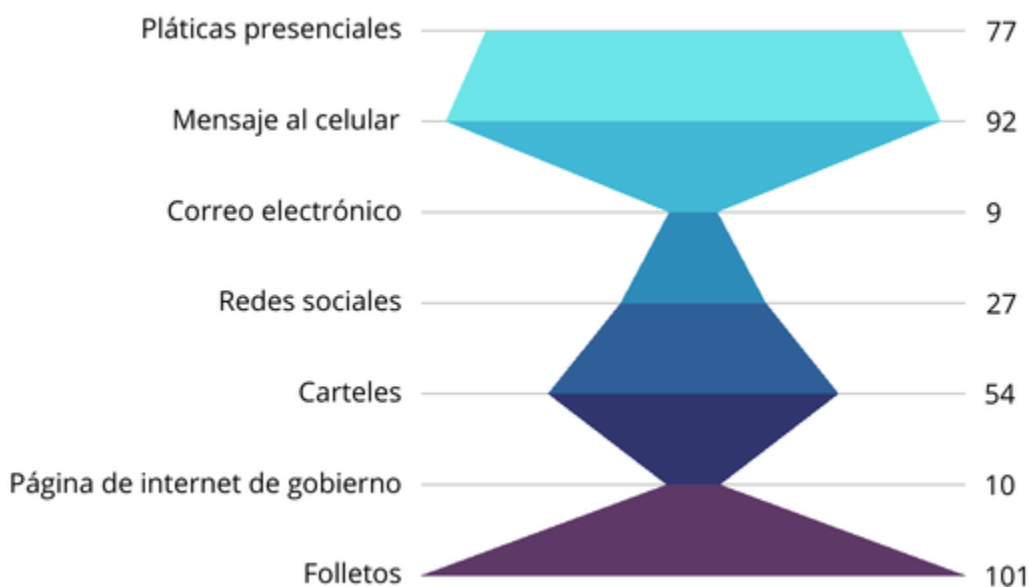 Pláticas presenciales 77
Mensaje al celular 92
Correo electrónico 9
Redes sociales 27
Carteles 54
Página de internet de gobierno 10
Folletos 101